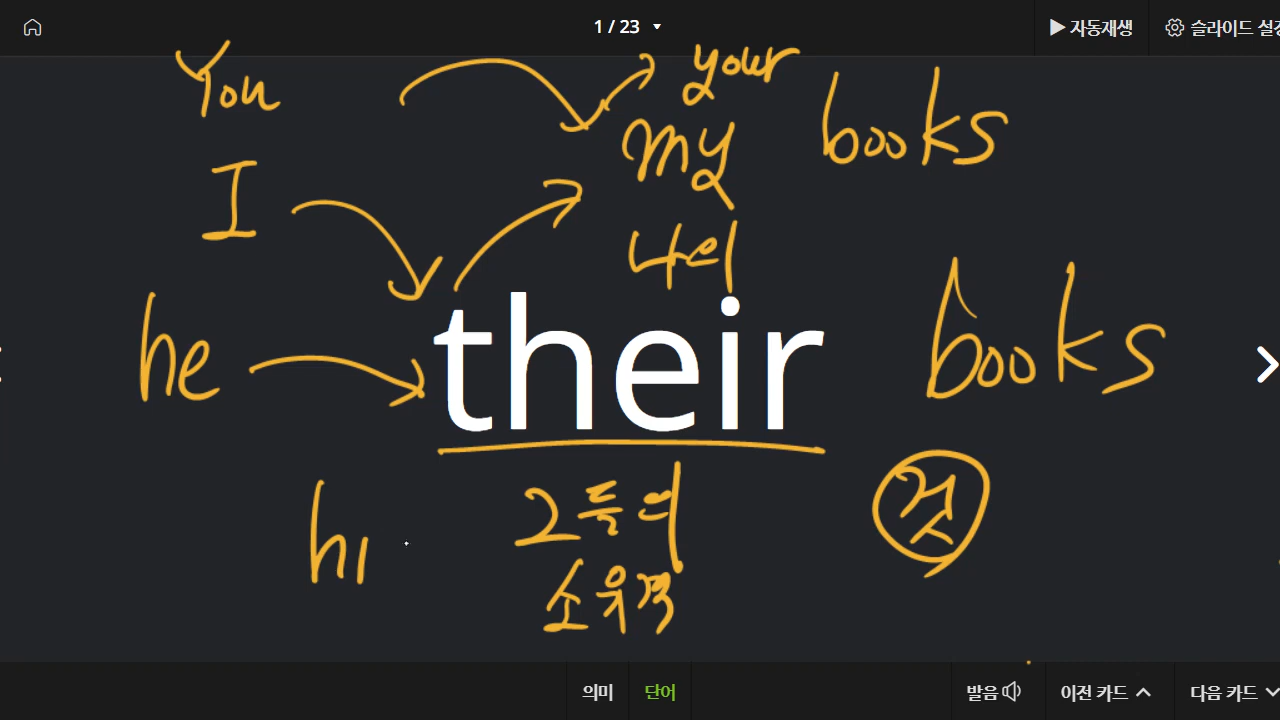 1 / 23 ▼ ▶ 자동재생 슬라이드 설정
You your
my books
I
나의
he their books
그들의 것
hi
소유격
의미 단어 발음 이전 카드 다음 카드